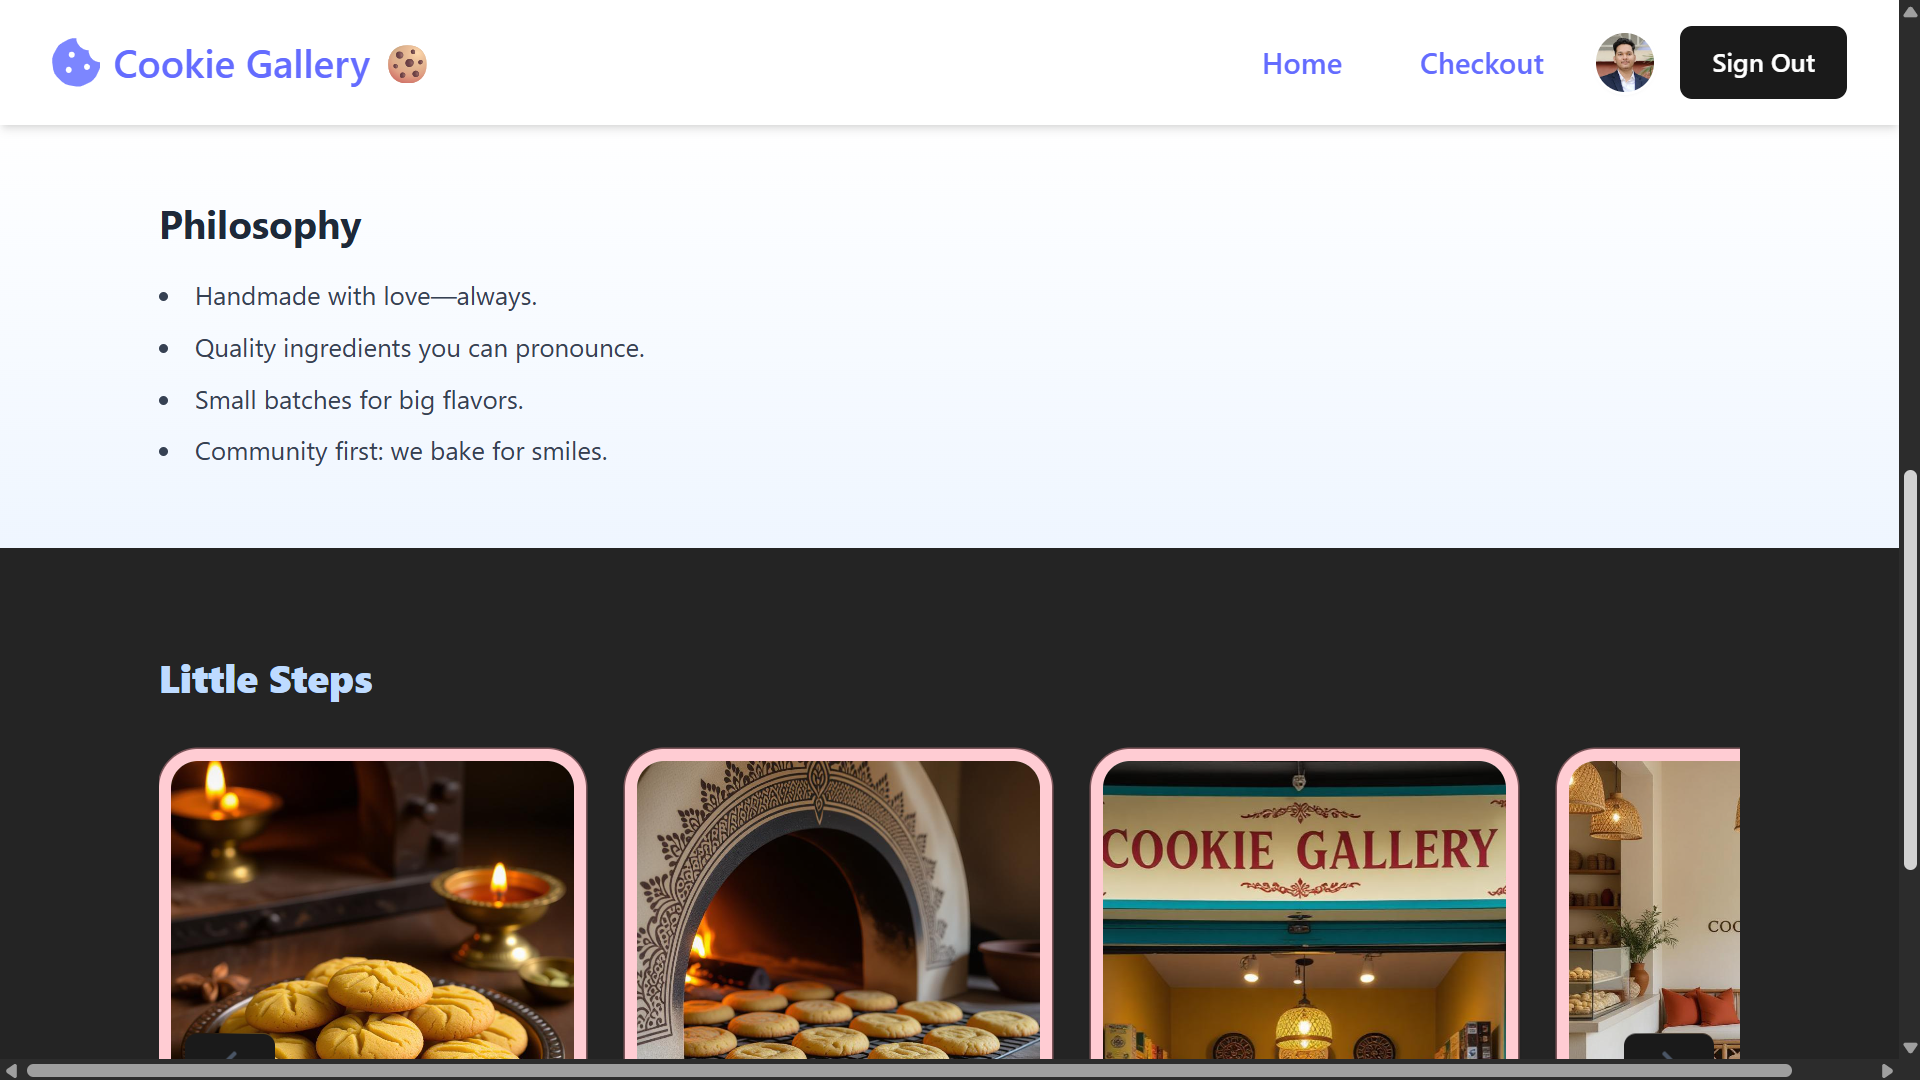 Cookie Gallery 🍪
Home
Checkout
Sign Out
Philosophy
• Handmade with love—always.
• Quality ingredients you can pronounce.
• Small batches for big flavors.
• Community first: we bake for smiles.
Little Steps
COOKIE GALLERY